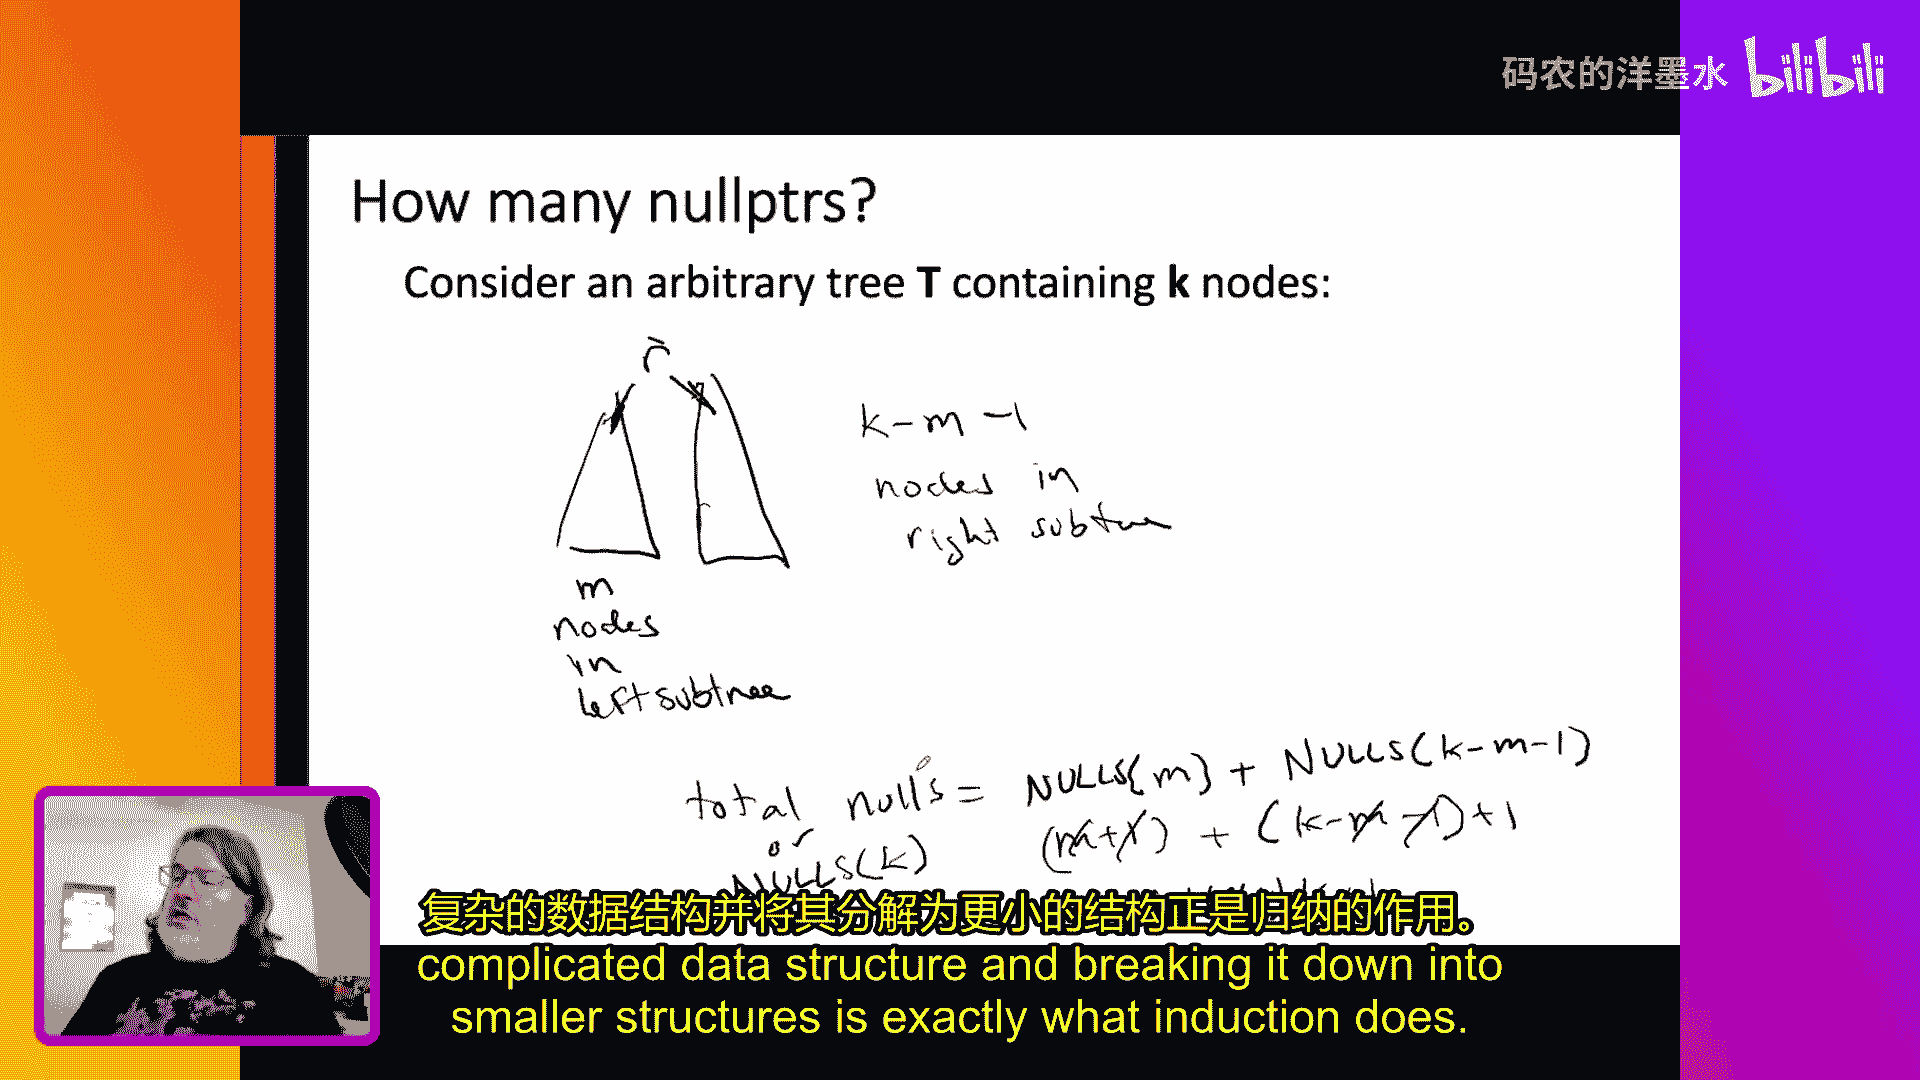 码农的洋墨水 bilibili
How many nullptrs?
Consider an arbitrary tree T containing k nodes:
r
k-m-1
nodes in
right subtree
m
nodes
in
left subtree
total nulls = NULLS(m) + NULLS(k-m-1)
or
NULLS(k) (m+1) + (k-m-1)+1
复杂的数据结构并将其分解为更小的结构正是归纳的作用。
complicated data structure and breaking it down into
smaller structures is exactly what induction does.